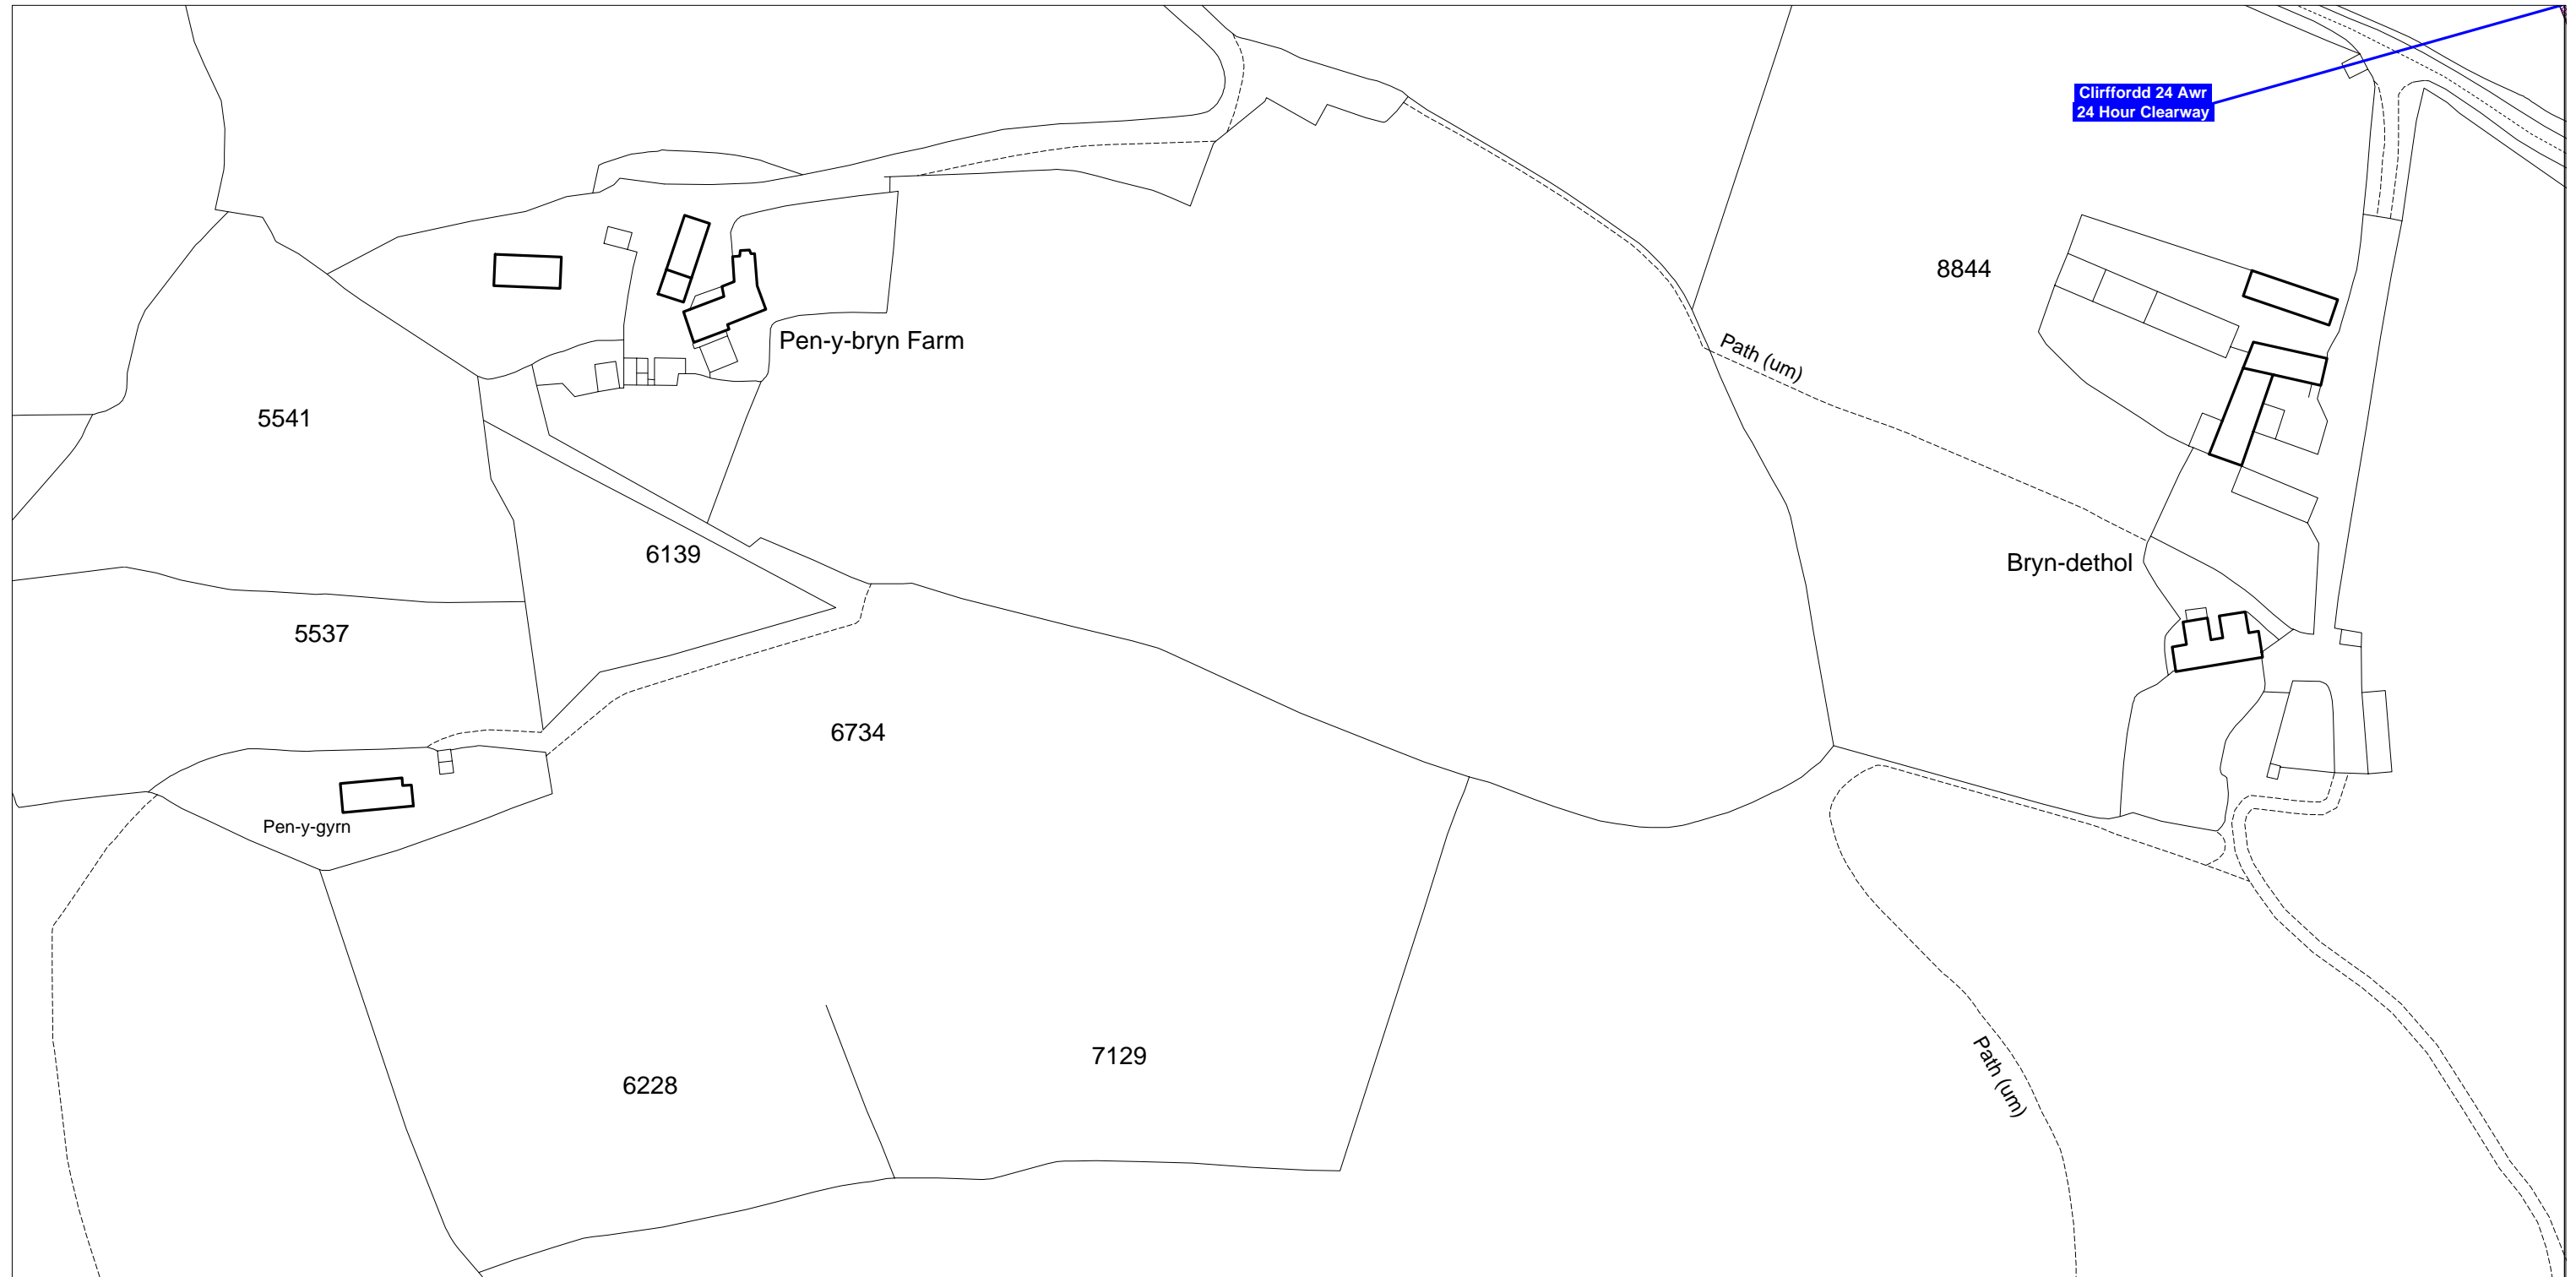 Clirffordd 24 Awr
24 Hour Clearway
8844
Pen-y-bryn Farm
Path (um)
5541
6139
Bryn-dethol
5537
6734
Pen-y-gyrn
7129
Path (um)
6228